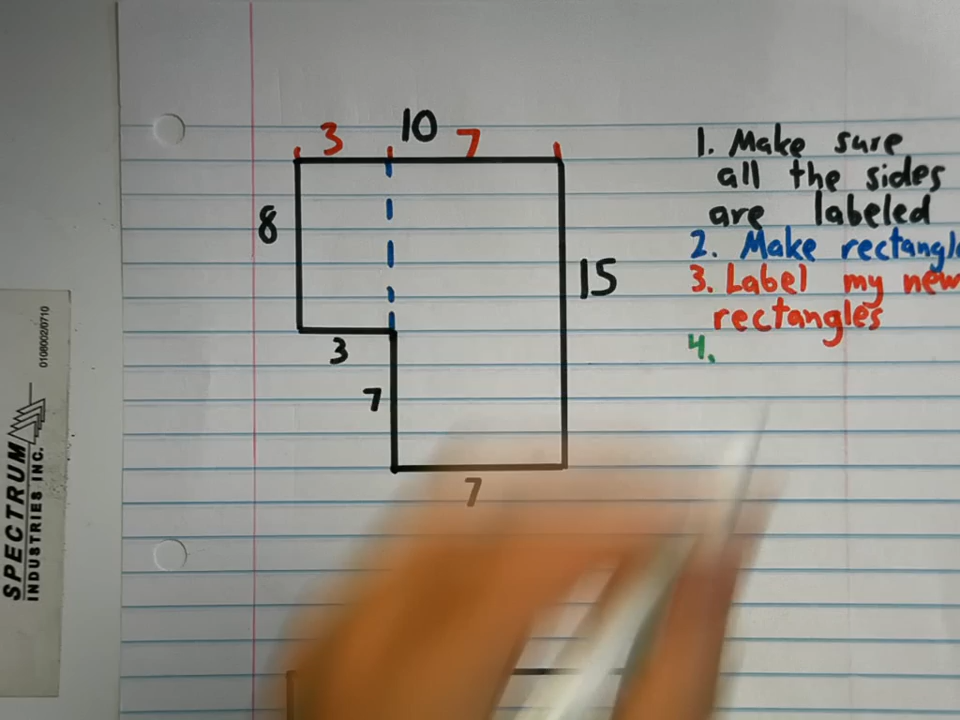 10
3
7
8
15
3
7
7
1. Make sure
all the sides
are labeled
2. Make rectangle
3. Label my new
rectangles
4.
SPECTRUM
INDUSTRIES INC.
0108002/0710